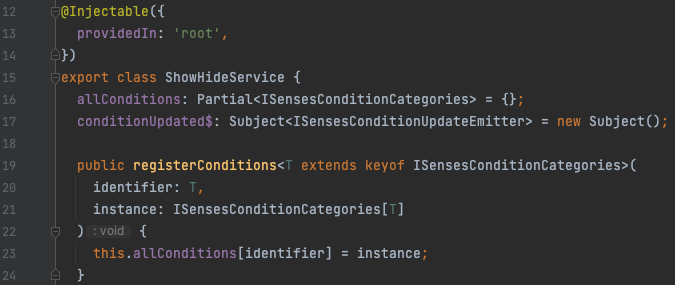 12 @Injectable({
13   providedIn: 'root',
14 })
15 export class ShowHideService {
16   allConditions: Partial<ISensesConditionCategories> = {};
17   conditionUpdated$: Subject<ISensesConditionUpdateEmitter> = new Subject();
18
19   public registerConditions<T extends keyof ISensesConditionCategories>(
20     identifier: T,
21     instance: ISensesConditionCategories[T]
22   ) : void {
23     this.allConditions[identifier] = instance;
24   }